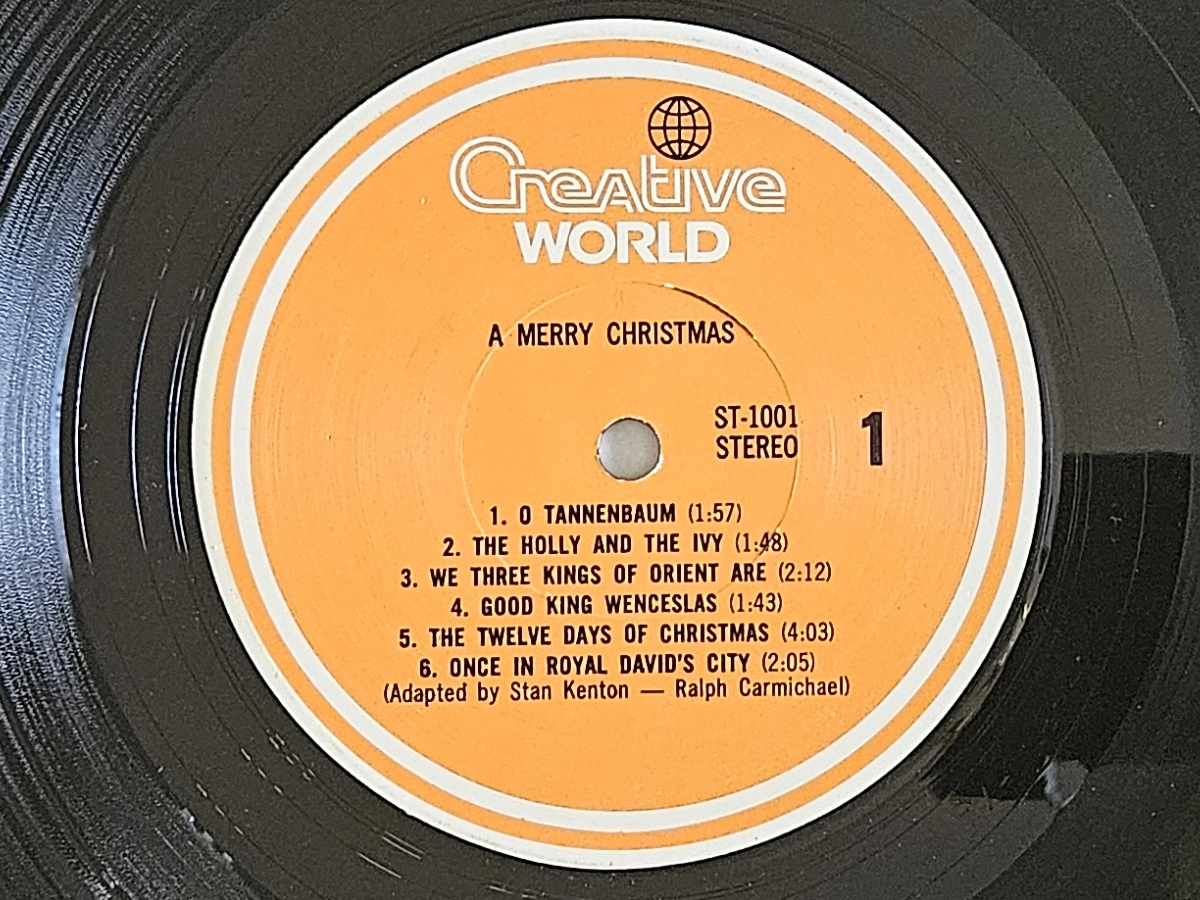 Creative
WORLD
A MERRY CHRISTMAS
ST-1001
STEREO
1
1. O TANNENBAUM (1:57)
2. THE HOLLY AND THE IVY (1:48)
3. WE THREE KINGS OF ORIENT ARE (2:12)
4. GOOD KING WENCESLAS (1:43)
5. THE TWELVE DAYS OF CHRISTMAS (4:03)
6. ONCE IN ROYAL DAVID'S CITY (2:05)
(Adapted by Stan Kenton — Ralph Carmichael)